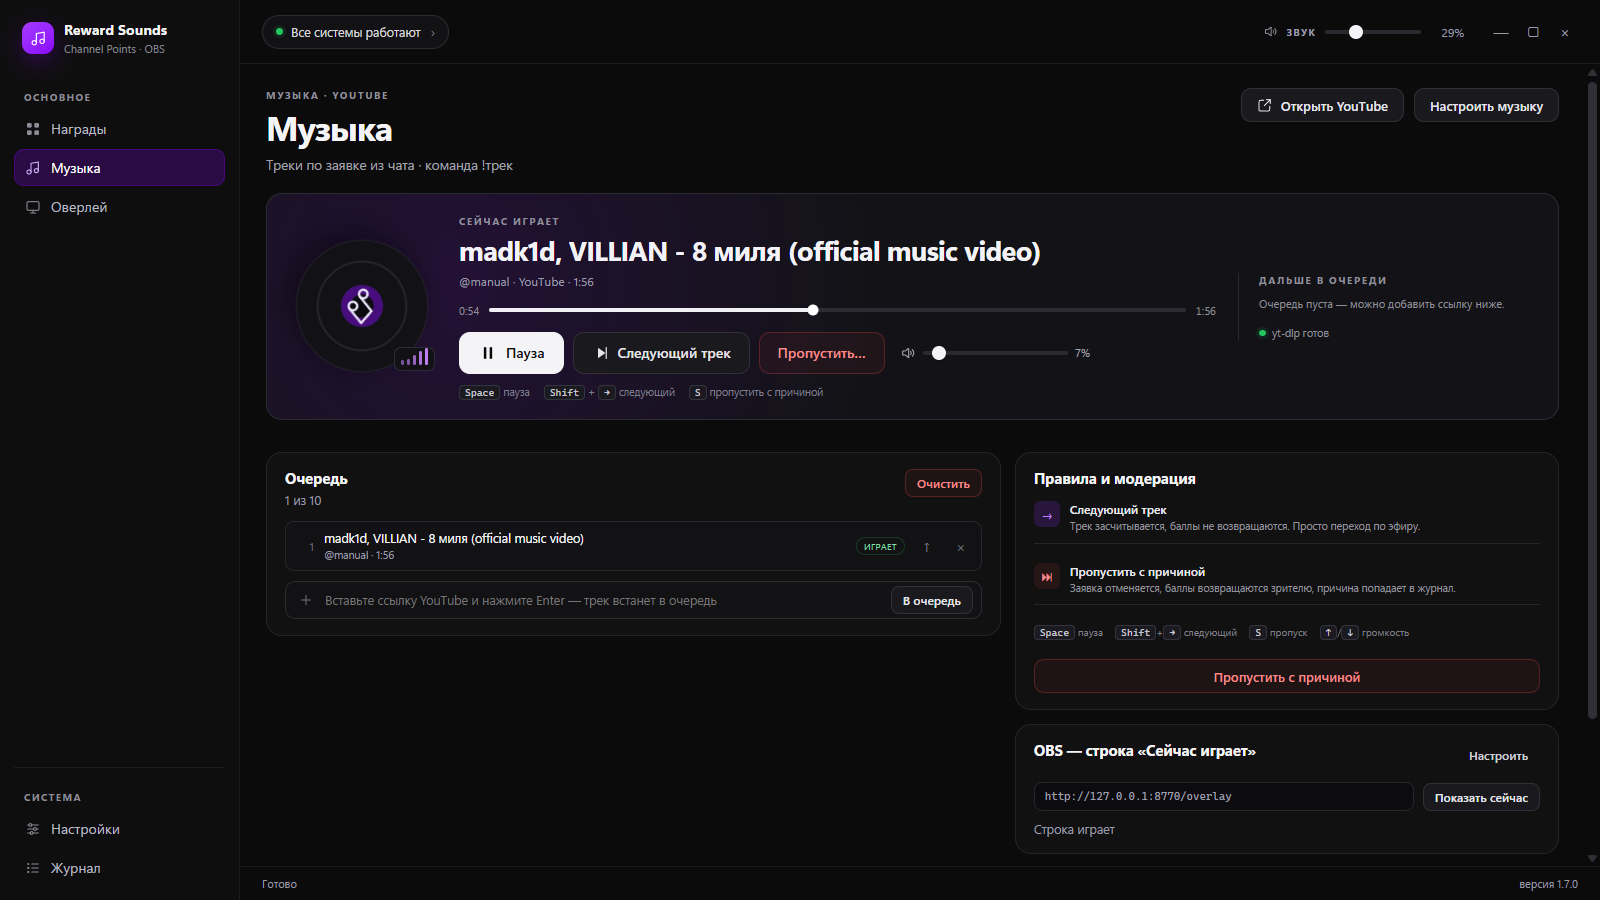 Reward Sounds
Channel Points · OBS
ОСНОВНОЕ
Награды
Музыка
Оверлей
СИСТЕМА
Настройки
Журнал
Все системы работают ›
ЗВУК 29%
МУЗЫКА · YOUTUBE
Музыка
Треки по заявке из чата · команда !трек
Открыть YouTube
Настроить музыку
СЕЙЧАС ИГРАЕТ
madk1d, VILLIAN - 8 миля (official music video)
@manual · YouTube · 1:56
0:54 1:56
Пауза Следующий трек Пропустить... 7%
Space пауза Shift + → следующий S пропустить с причиной
ДАЛЬШЕ В ОЧЕРЕДИ
Очередь пуста — можно добавить ссылку ниже.
yt-dlp готов
Очередь
1 из 10
Очистить
1 madk1d, VILLIAN - 8 миля (official music video)
@manual · 1:56
ИГРАЕТ ↑ ×
+ Вставьте ссылку YouTube и нажмите Enter — трек встанет в очередь
В очередь
Правила и модерация
→ Следующий трек
Трек засчитывается, баллы не возвращаются. Просто переход по эфиру.
Пропустить с причиной
Заявка отменяется, баллы возвращаются зрителю, причина попадает в журнал.
Space пауза Shift + → следующий S пропуск ↑ / ↓ громкость
Пропустить с причиной
OBS — строка «Сейчас играет»
Настроить
http://127.0.0.1:8770/overlay
Показать сейчас
Строка играет
Готово
версия 1.7.0